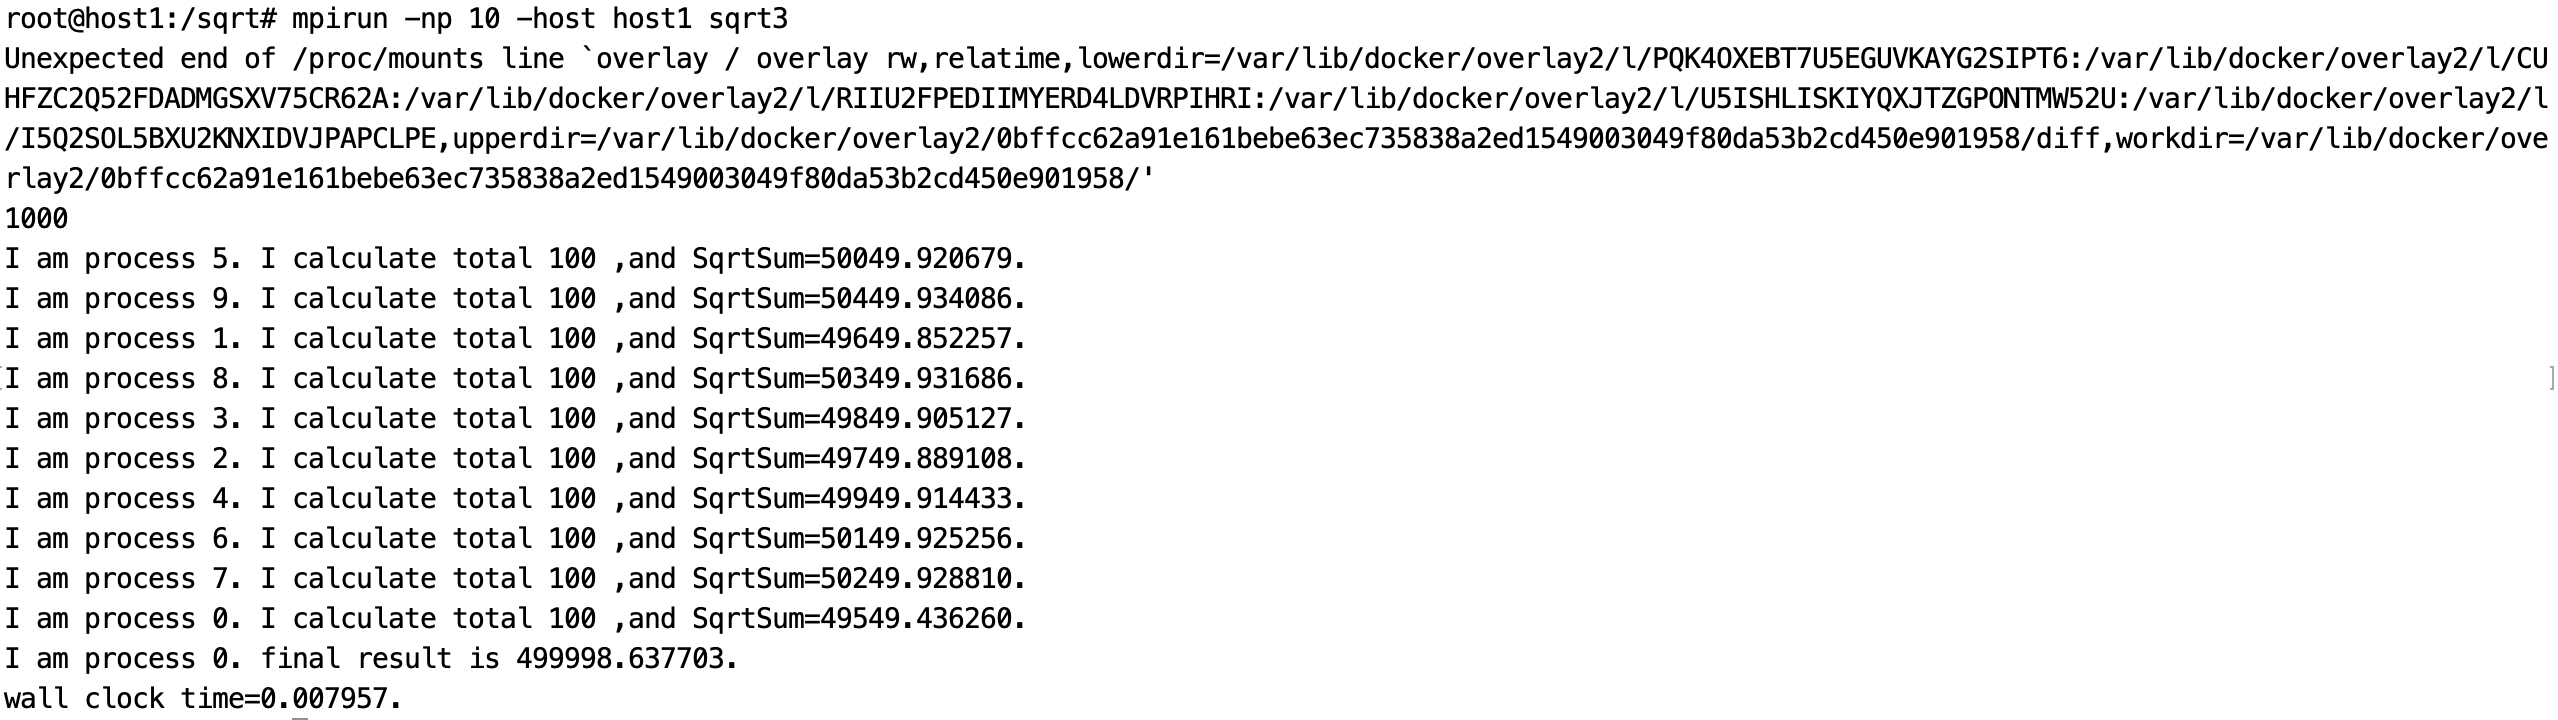 root@host1:/sqrt# mpirun -np 10 -host host1 sqrt3
Unexpected end of /proc/mounts line `overlay / overlay rw,relatime,lowerdir=/var/lib/docker/overlay2/l/PQK4OXEBT7U5EGUVKAYG2SIPT6:/var/lib/docker/overlay2/l/CU
HFZC2Q52FDADMGSXV75CR62A:/var/lib/docker/overlay2/l/RIIU2FPEDIIMYERD4LDVRPIHRI:/var/lib/docker/overlay2/l/U5ISHLISKIYQXJTZGPONTMW52U:/var/lib/docker/overlay2/l
/I5Q2SOL5BXU2KNXIDVJPAPCLPE,upperdir=/var/lib/docker/overlay2/0bffcc62a91e161bebe63ec735838a2ed1549003049f80da53b2cd450e901958/diff,workdir=/var/lib/docker/ove
rlay2/0bffcc62a91e161bebe63ec735838a2ed1549003049f80da53b2cd450e901958/'
1000
I am process 5. I calculate total 100 ,and SqrtSum=50049.920679.
I am process 9. I calculate total 100 ,and SqrtSum=50449.934086.
I am process 1. I calculate total 100 ,and SqrtSum=49649.852257.
I am process 8. I calculate total 100 ,and SqrtSum=50349.931686.
I am process 3. I calculate total 100 ,and SqrtSum=49849.905127.
I am process 2. I calculate total 100 ,and SqrtSum=49749.889108.
I am process 4. I calculate total 100 ,and SqrtSum=49949.914433.
I am process 6. I calculate total 100 ,and SqrtSum=50149.925256.
I am process 7. I calculate total 100 ,and SqrtSum=50249.928810.
I am process 0. I calculate total 100 ,and SqrtSum=49549.436260.
I am process 0. final result is 499998.637703.
wall clock time=0.007957.